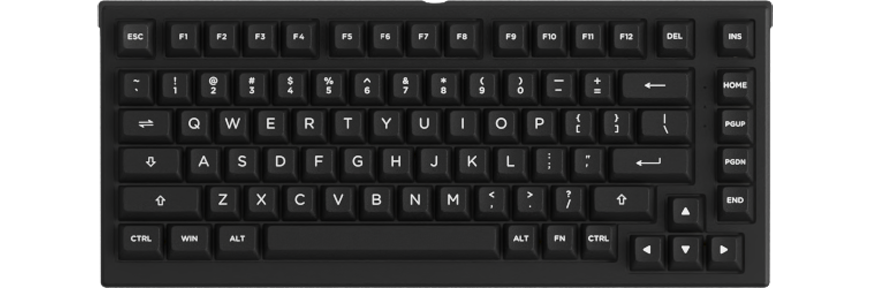 ESC F1 F2 F3 F4 F5 F6 F7 F8 F9 F10 F11 F12 DEL INS
~ ` ! 1 @ 2 # 3 $ 4 % 5 ^ 6 & 7 * 8 ( 9 ) 0 — - + = ← HOME
⇌ Q W E R T Y U I O P { [ } ] | \ PGUP
A S D F G H J K L : ; " , PGDN
⇧ Z X C V B N M < , > . ? / ⇧ ▲ END
CTRL WIN ALT ALT FN CTRL ◀ ▼ ▶